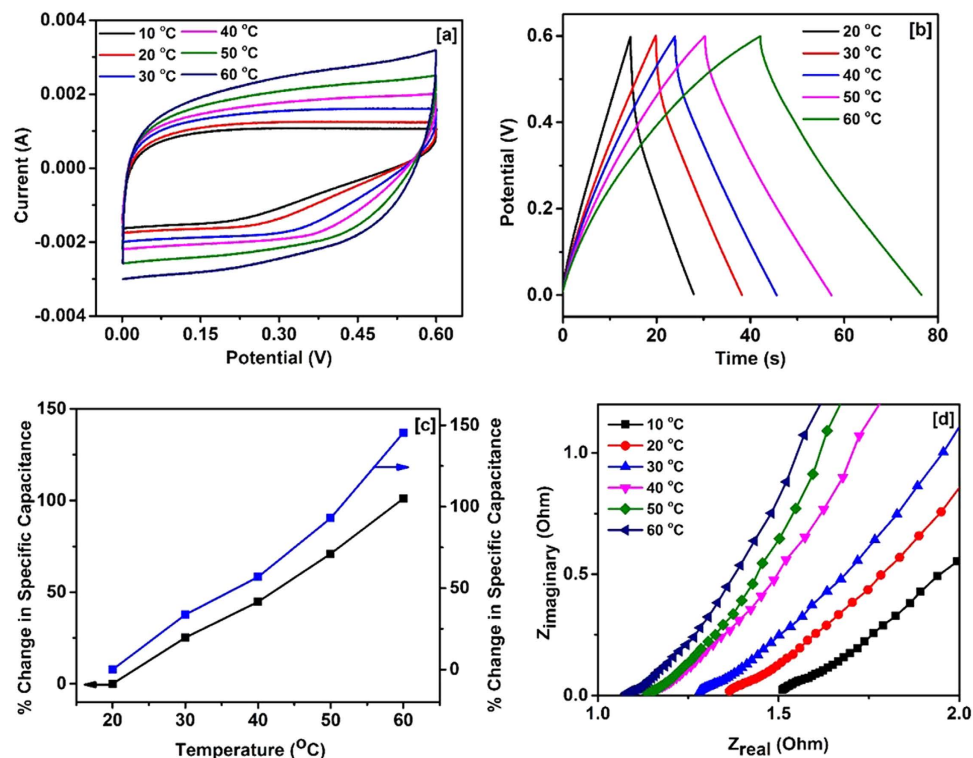 [a]
10 °C
20 °C
30 °C
40 °C
50 °C
60 °C
0.004
0.002
0.000
-0.002
-0.004
Current (A)
0.00 0.15 0.30 0.45 0.60
Potential (V)
[b]
20 °C
30 °C
40 °C
50 °C
60 °C
0.6
0.4
0.2
0.0
Potential (V)
0 20 40 60 80
Time (s)
[c]
150
100
50
0
% Change in Specific Capacitance
150
100
50
0
% Change in Specific Capacitance
20 30 40 50 60
Temperature (OC)
[d]
10 °C
20 °C
30 °C
40 °C
50 °C
60 °C
1.0
0.5
0.0
Zimaginary (Ohm)
1.0 1.5 2.0
Zreal (Ohm)